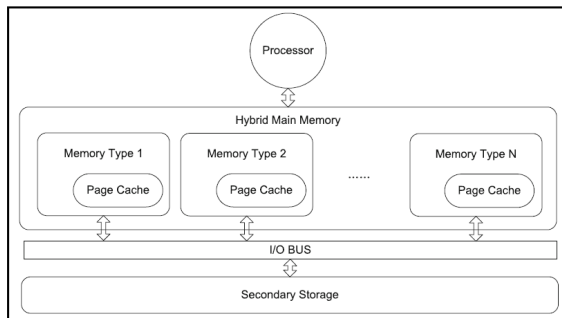 Processor
Hybrid Main Memory
Memory Type 1
Memory Type 2
......
Memory Type N
Page Cache
Page Cache
Page Cache
I/O BUS
Secondary Storage